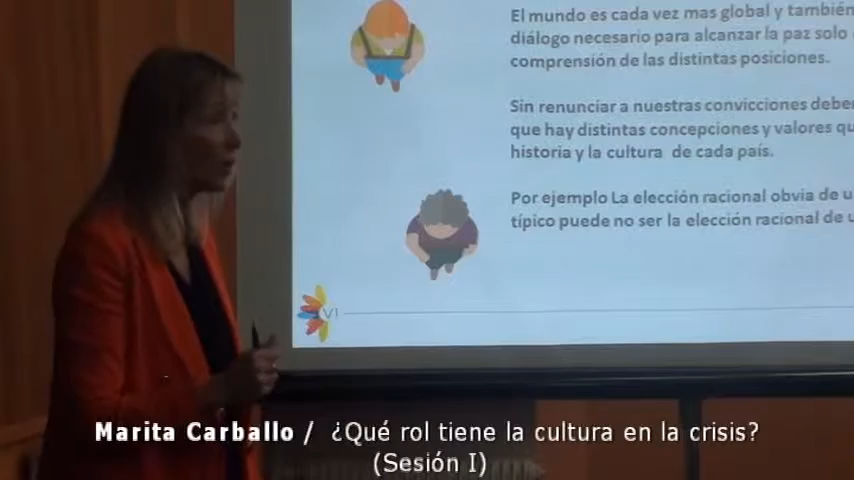 El mundo es cada vez mas global y también
diálogo necesario para alcanzar la paz solo
comprensión de las distintas posiciones.
Sin renunciar a nuestras convicciones
que hay distintas concepciones y valores
historia y la cultura de cada país.
Por ejemplo La elección racional obvia de
típico puede no ser la elección racional de
VI
Marita Carballo / ¿Qué rol tiene la cultura en la crisis?
(Sesión I)